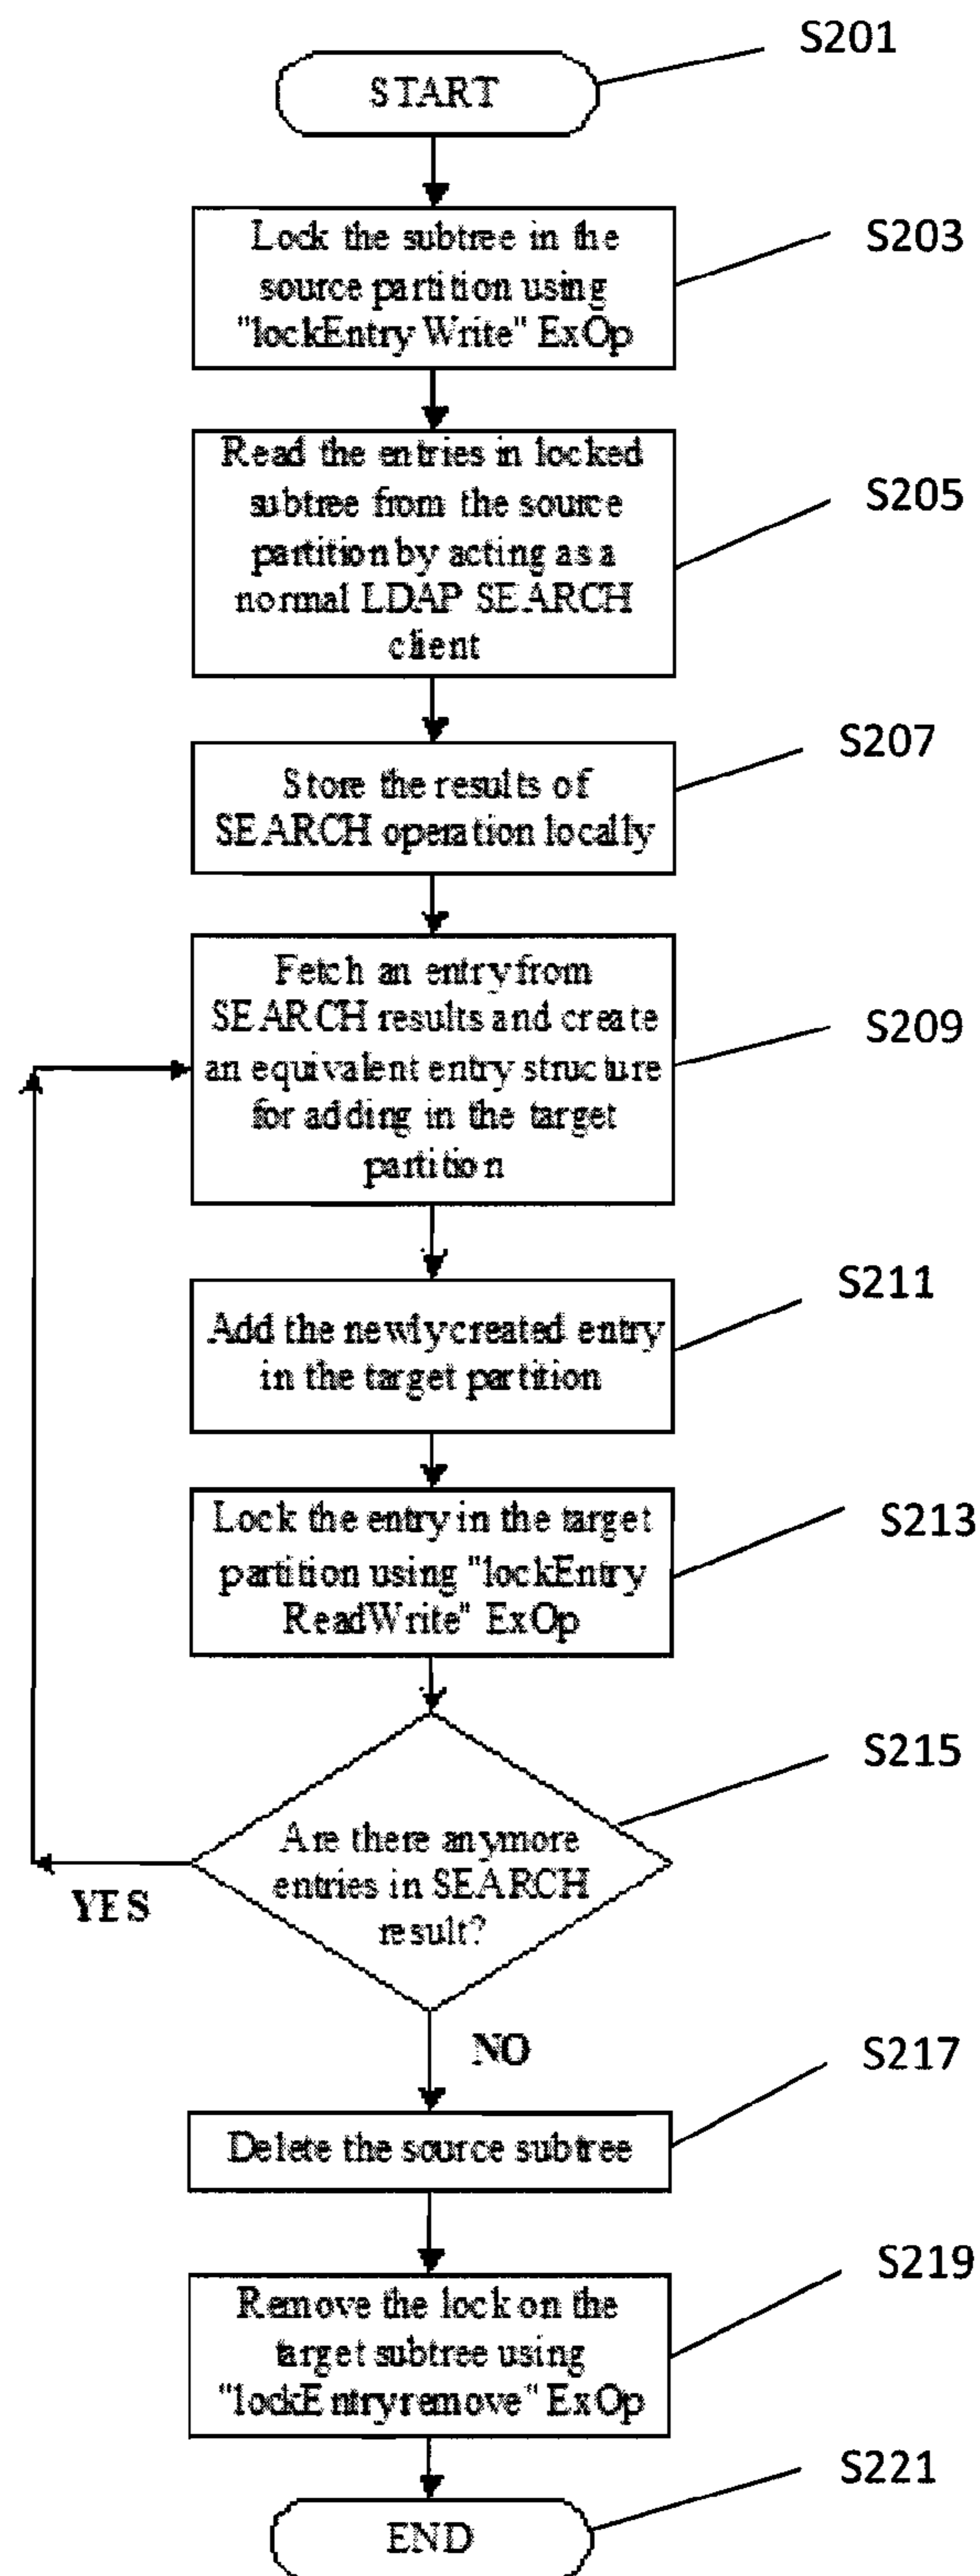 S201
START
S203
Lock the subtree in the
source partition using
"lockEntry Write" ExOp
S205
Read the entries in locked
subtree from the source
partition by acting as a
normal LDAP SEARCH
client
S207
Store the results of
SEARCH operation locally
S209
Fetch an entry from
SEARCH results and create
an equivalent entry structure
for adding in the target
partition
S211
Add the newly created entry
in the target partition
S213
Lock the entry in the target
partition using "lockEntry
ReadWrite" ExOp
S215
Are there anymore
entries in SEARCH
result?
YES
NO
S217
Delete the source subtree
S219
Remove the lock on the
target subtree using
"lockEntryremove" ExOp
S221
END